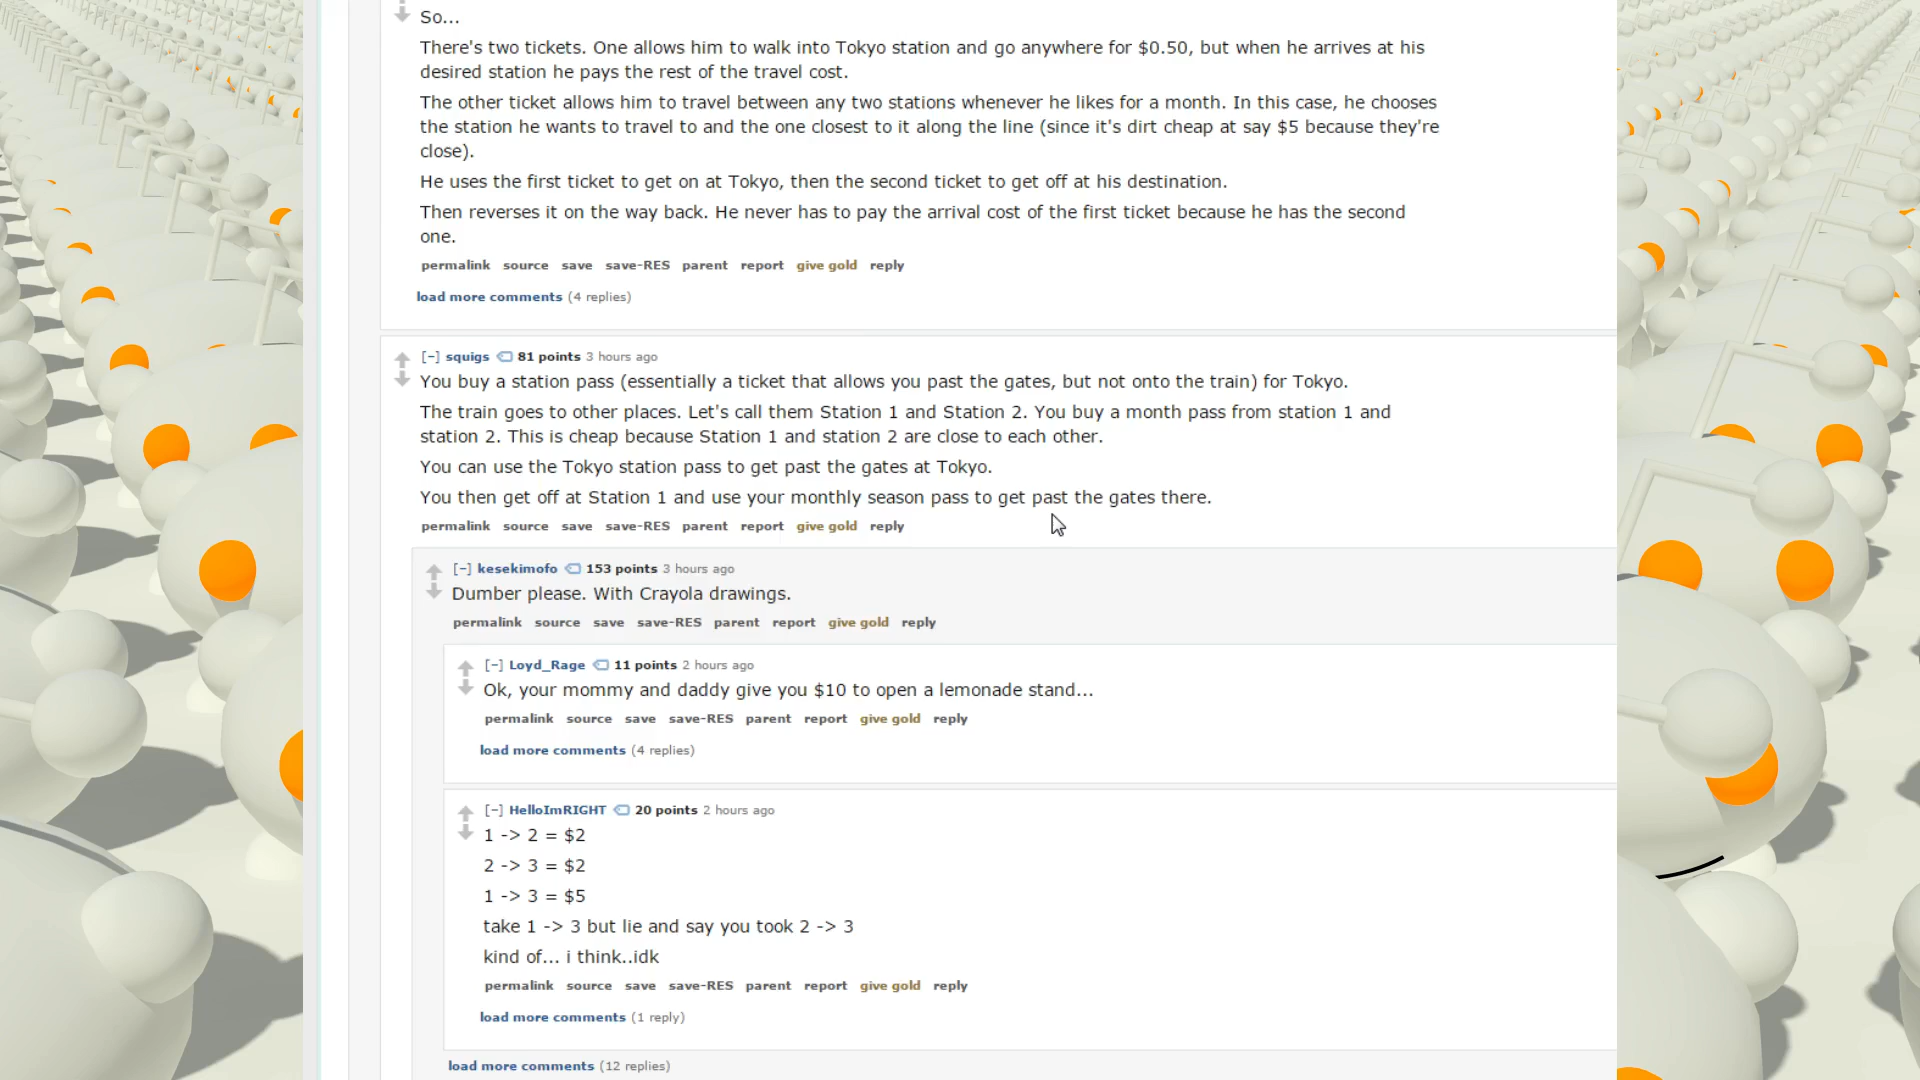 So...
There's two tickets. One allows him to walk into Tokyo station and go anywhere for $0.50, but when he arrives at his
desired station he pays the rest of the travel cost.
The other ticket allows him to travel between any two stations whenever he likes for a month. In this case, he chooses
the station he wants to travel to and the one closest to it along the line (since it's dirt cheap at say $5 because they're
close).
He uses the first ticket to get on at Tokyo, then the second ticket to get off at his destination.
Then reverses it on the way back. He never has to pay the arrival cost of the first ticket because he has the second
one.
permalink source save save-RES parent report give gold reply
load more comments (4 replies)
[-] squigs 81 points 3 hours ago
You buy a station pass (essentially a ticket that allows you past the gates, but not onto the train) for Tokyo.
The train goes to other places. Let's call them Station 1 and Station 2. You buy a month pass from station 1 and
station 2. This is cheap because Station 1 and station 2 are close to each other.
You can use the Tokyo station pass to get past the gates at Tokyo.
You then get off at Station 1 and use your monthly season pass to get past the gates there.
permalink source save save-RES parent report give gold reply
[-] kesekimofo 153 points 3 hours ago
Dumber please. With Crayola drawings.
permalink source save save-RES parent report give gold reply
[-] Loyd_Rage 11 points 2 hours ago
Ok, your mommy and daddy give you $10 to open a lemonade stand...
permalink source save save-RES parent report give gold reply
load more comments (4 replies)
[-] HelloImRIGHT 20 points 2 hours ago
1 -> 2 = $2
2 -> 3 = $2
1 -> 3 = $5
take 1 -> 3 but lie and say you took 2 -> 3
kind of... i think..idk
permalink source save save-RES parent report give gold reply
load more comments (1 reply)
load more comments (12 replies)